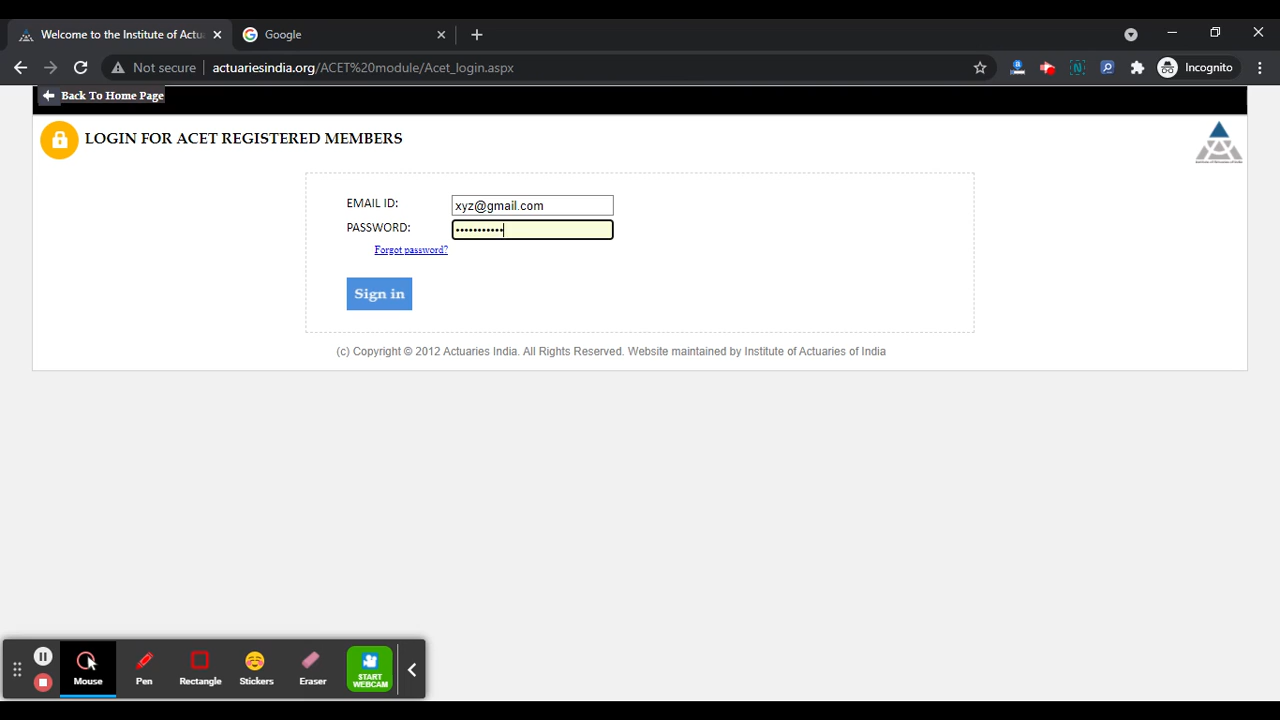 Welcome to the Institute of Actu
Google
Not secure
actuariesindia.org/ACET%20module/Acet_login.aspx
Incognito
Back To Home Page
LOGIN FOR ACET REGISTERED MEMBERS
EMAIL ID:
xyz@gmail.com
PASSWORD:
•••••••••••
Forgot password?
Sign in
(c) Copyright © 2012 Actuaries India. All Rights Reserved. Website maintained by Institute of Actuaries of India
Mouse
Pen
Rectangle
Stickers
Eraser
START
WEBCAM